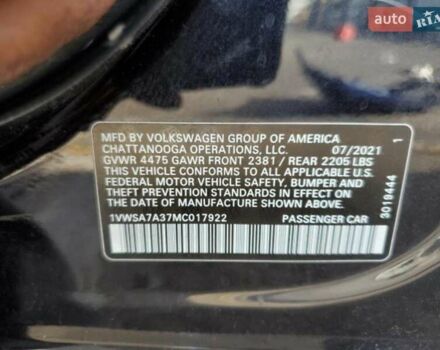 2021
RIA
MFD BY VOLKSWAGEN GROUP OF AMERICA
CHATTANOOGA OPERATIONS, LLC. 07/2021
GVWR 4475 GAWR FRONT 2381 / REAR 2205 LBS
THIS VEHICLE CONFORMS TO ALL APPLICABLE
FEDERAL MOTOR VEHICLE SAFETY, BUMPER AND
THEFT PREVENTION STANDARDS IN EFFECT ON
THE DATE OF MANUFACTURE SHOWN ABOVE.
1VWSA7A37MC017922 PASSENGER CAR
3019444 1